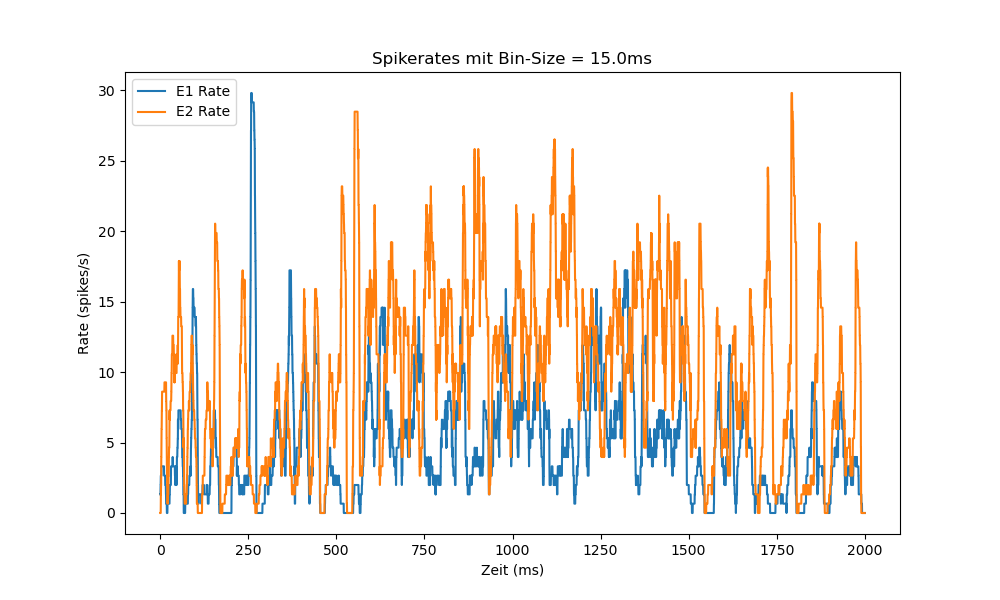 Spikerates mit Bin-Size = 15.0ms
E1 Rate
E2 Rate
Rate (spikes/s)
30
25
20
15
10
5
0
0 250 500 750 1000 1250 1500 1750 2000
Zeit (ms)